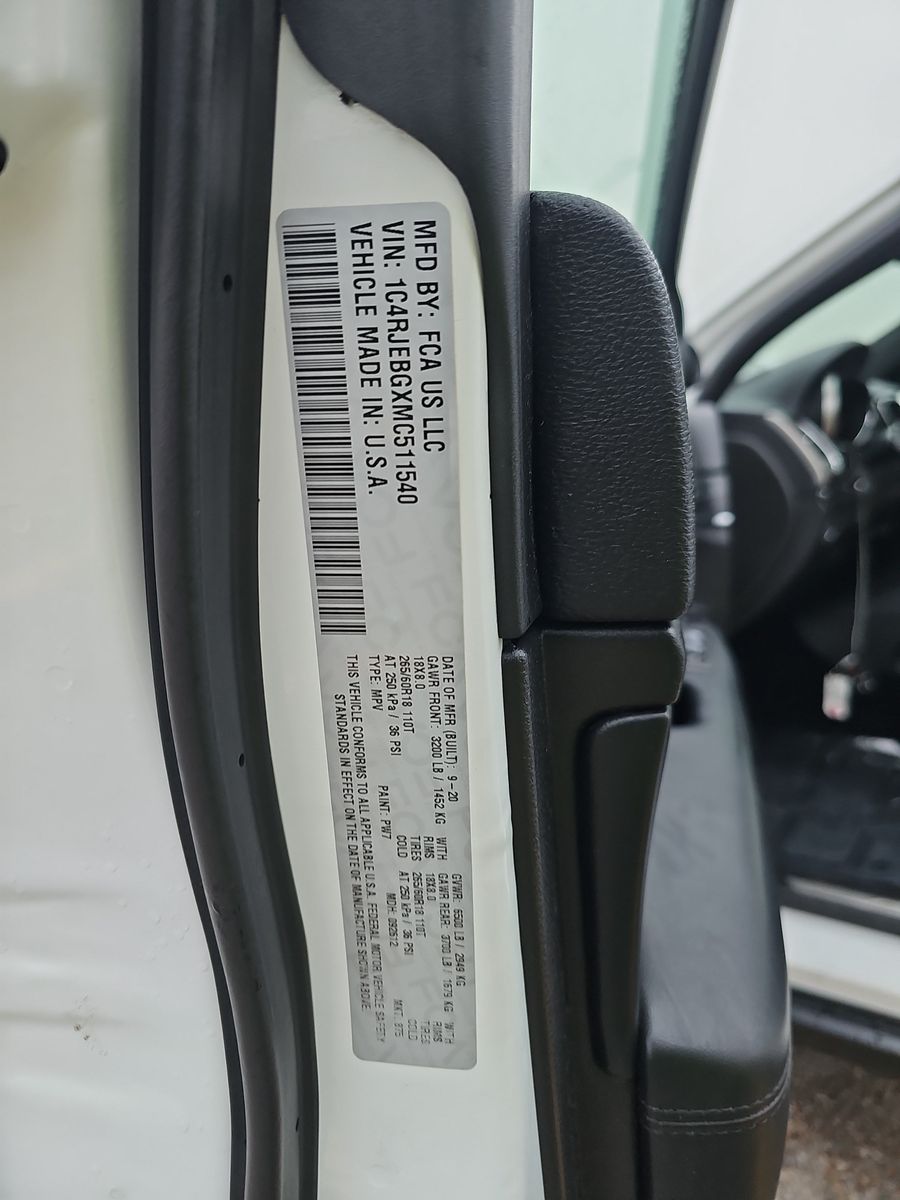 MFD BY: FCA US LLC
VIN: 1C4RJEBGXMC511540
VEHICLE MADE IN: U.S.A.
DATE OF MFR (BUILT): 9-20 GVWR: 6500 LB / 2949 KG
GAWR FRONT: 3200 LB / 1452 KG WITH GAWR REAR: 3700 LB / 1679 KG WITH
18X8.0 RIMS 18X8.0 RIMS
265/60R18 110T TIRES 265/60R18 110T TIRES
AT 250 kPa / 36 PSI COLD AT 250 kPa / 36 PSI COLD
TYPE: MPV PAINT: PW7 MDH: 092612 MKT: 875
THIS VEHICLE CONFORMS TO ALL APPLICABLE U.S.A. FEDERAL MOTOR VEHICLE SAFETY
STANDARDS IN EFFECT ON THE DATE OF MANUFACTURE SHOWN ABOVE.